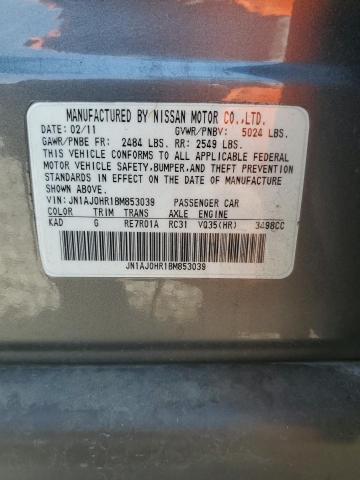 MANUFACTURED BY NISSAN MOTOR CO.,LTD.
DATE: 02/11 GVWR/PNBV: 5024 LBS.
GAWR/PNBE FR: 2484 LBS. RR: 2549 LBS.
THIS VEHICLE CONFORMS TO ALL APPLICABLE FEDERAL
MOTOR VEHICLE SAFETY,BUMPER,AND THEFT PREVENTION
STANDARDS IN EFFECT ON DATE OF MANUFACTURE
SHOWN ABOVE.
VIN: JN1AJ0HR1BM853039 PASSENGER CAR
COLOR TRIM TRANS AXLE ENGINE
KAD G RE7R01A RC31 VQ35(HR) 3498CC
JN1AJ0HR1BM853039